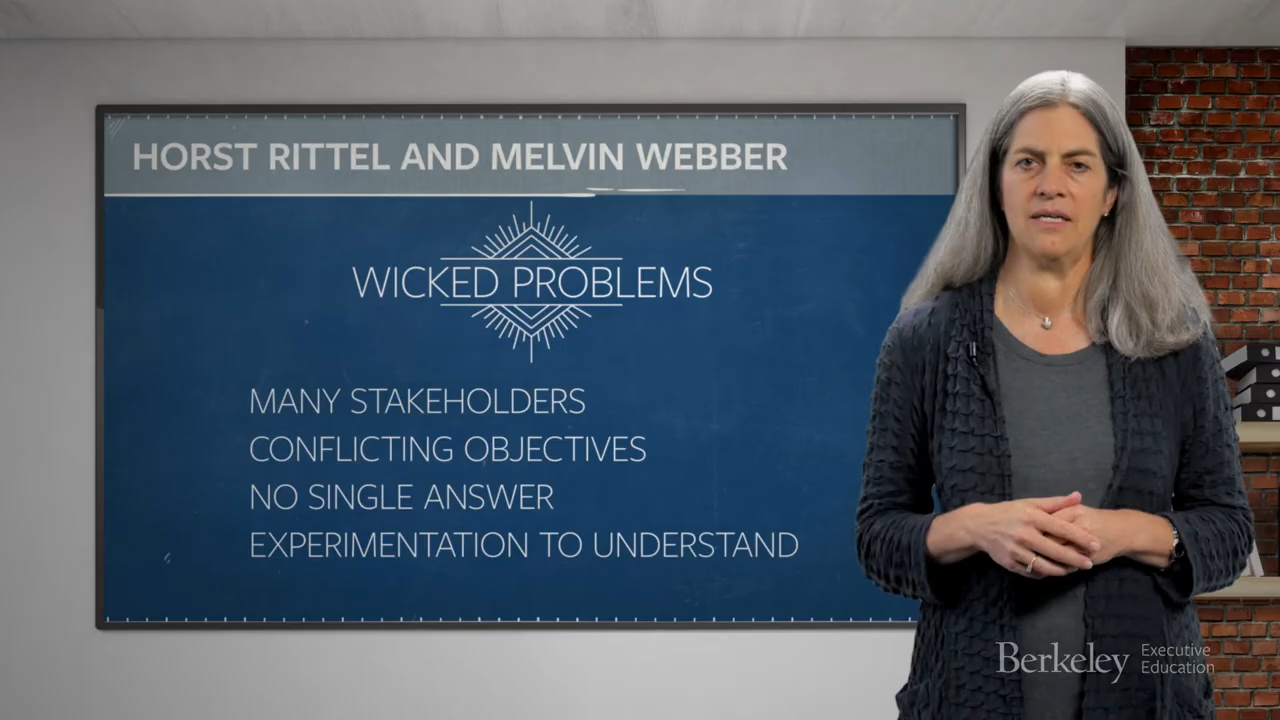 HORST RITTEL AND MELVIN WEBBER
WICKED PROBLEMS
MANY STAKEHOLDERS
CONFLICTING OBJECTIVES
NO SINGLE ANSWER
EXPERIMENTATION TO UNDERSTAND
Berkeley Executive
Education